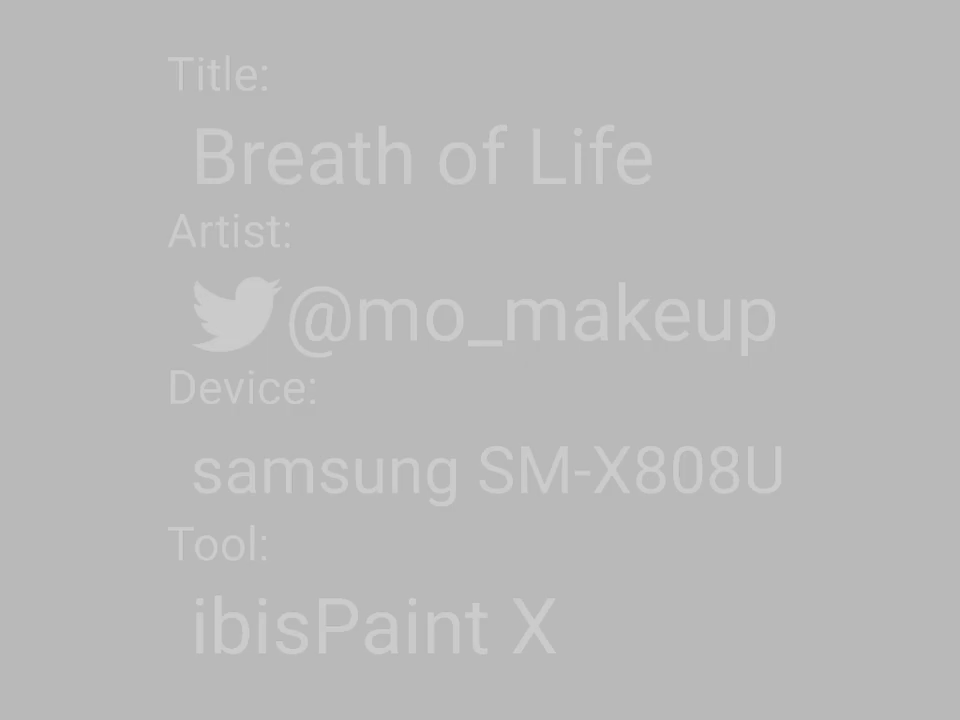 Title:
Breath of Life
Artist:
@mo_makeup
Device:
samsung SM-X808U
Tool:
ibisPaint X